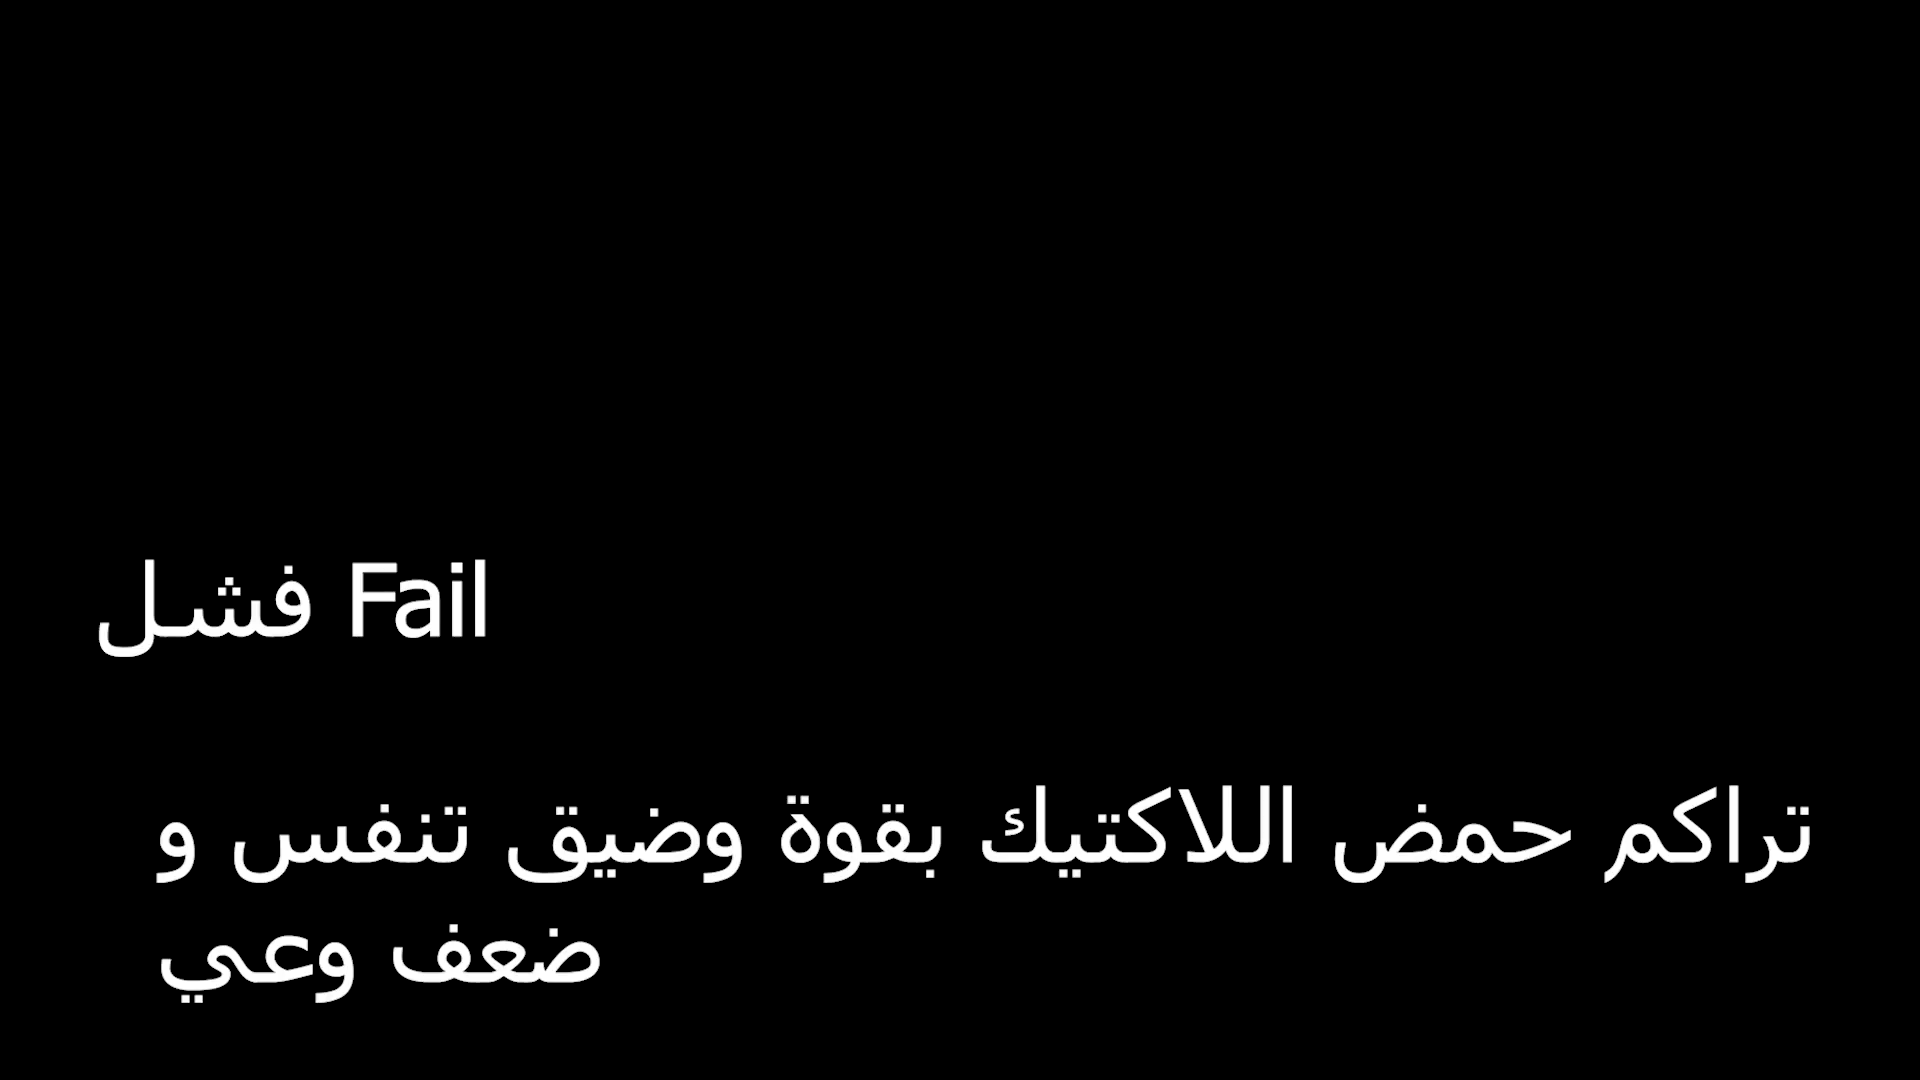 فشل Fail
تراكم حمض اللاكتيك بقوة وضيق تنفس و
ضعف وعي